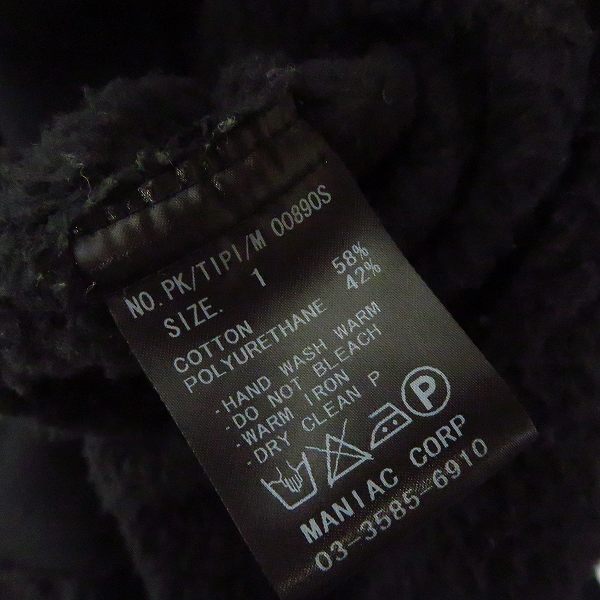 NO. PK/TIPI/M 00890S
SIZE. 1
COTTON 58%
POLYURETHANE 42%
·HAND WASH WARM
·DO NOT BLEACH
·WARM IRON
·DRY CLEAN P
P
MANIAC CORP
03-3585-6910